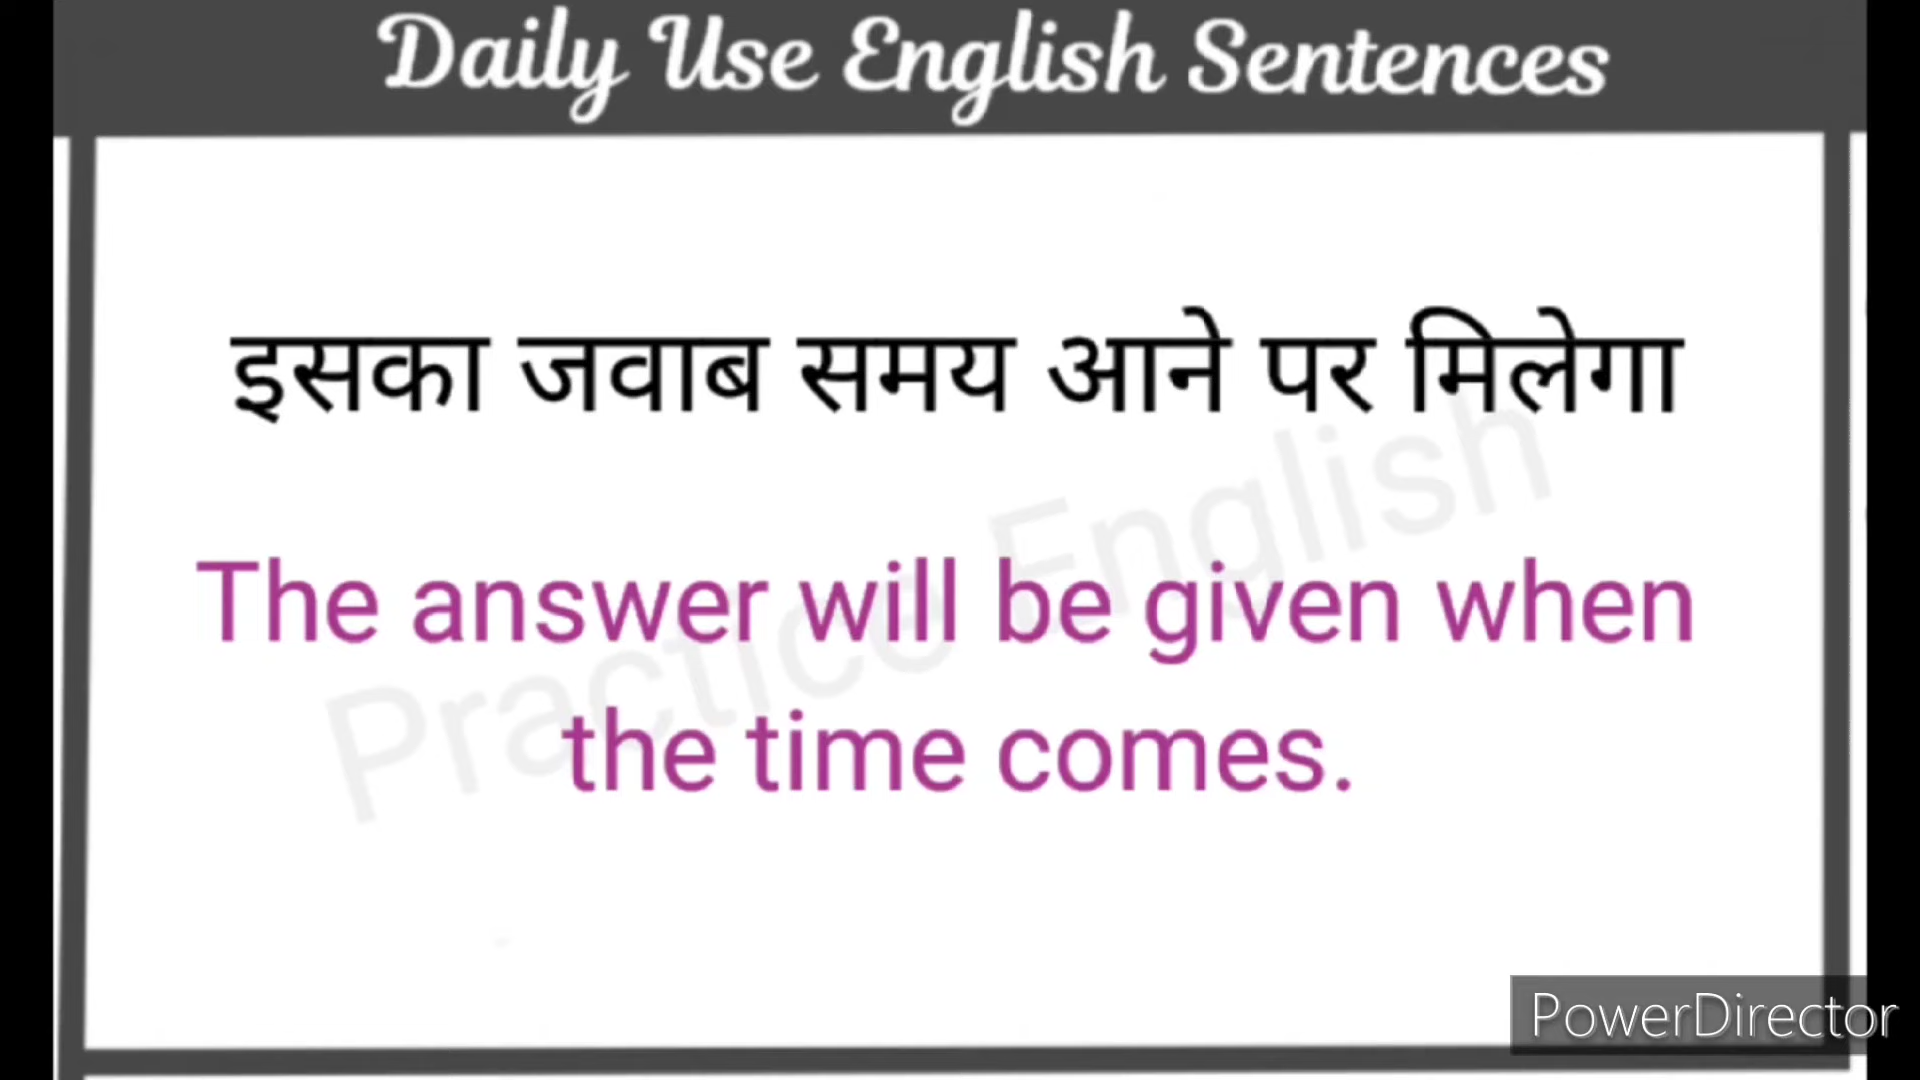 Daily Use English Sentences
इसका जवाब समय आने पर मिलेगा
The answer will be given when
the time comes.
Practice English
PowerDirector